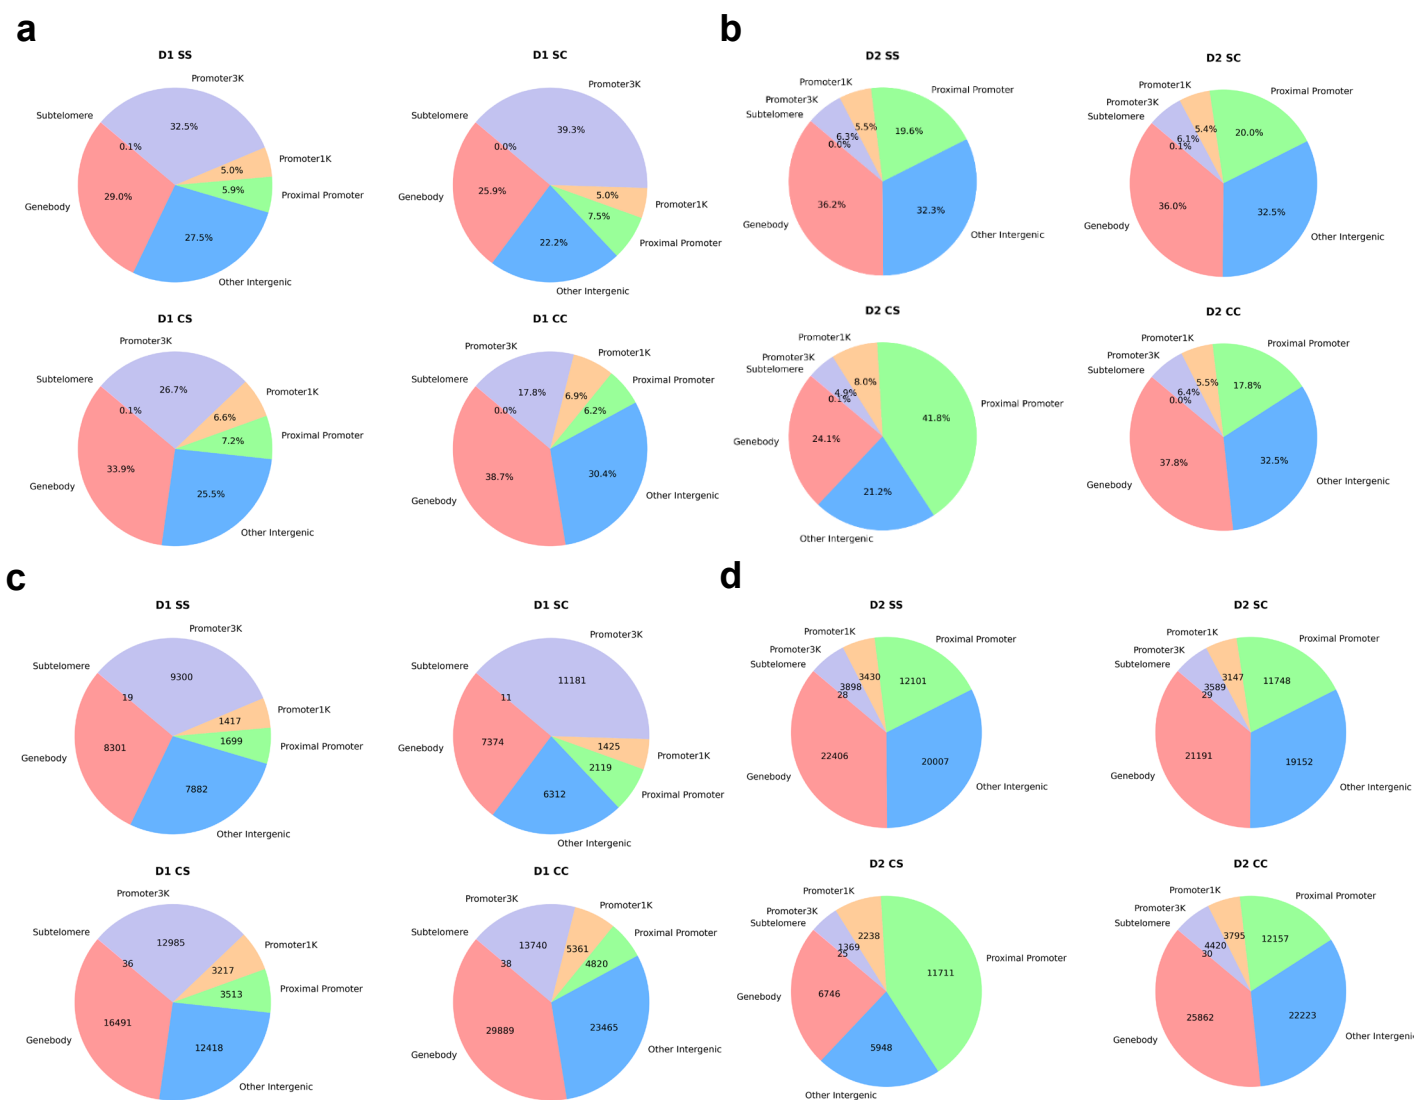 a
D1 SS
Promoter3K
Subtelomere
32.5%
0.1%
Promoter1K
5.0%
5.9%
Proximal Promoter
29.0%
Genebody
27.5%
Other Intergenic
D1 SC
Promoter3K
Subtelomere
39.3%
0.0%
Genebody
25.9%
5.0%
Promoter1K
7.5%
22.2%
Proximal Promoter
Other Intergenic
D1 CS
Promoter3K
Subtelomere
26.7%
Promoter1K
0.1%
6.6%
Proximal Promoter
7.2%
33.9%
Genebody
25.5%
Other Intergenic
D1 CC
Promoter3K
Promoter1K
Subtelomere
Proximal Promoter
17.8%
6.9%
0.0%
6.2%
38.7%
30.4%
Genebody
Other Intergenic
b
D2 SS
Promoter1K
Proximal Promoter
Promoter3K
Subtelomere
5.5%
19.6%
6.3%
0.0%
36.2%
32.3%
Genebody
Other Intergenic
D2 SC
Promoter1K
Proximal Promoter
Promoter3K
Subtelomere
5.4%
20.0%
6.1%
0.1%
36.0%
32.5%
Genebody
Other Intergenic
D2 CS
Promoter1K
Promoter3K
Subtelomere
8.0%
4.9%
0.1%
Proximal Promoter
41.8%
Genebody
24.1%
21.2%
Other Intergenic
D2 CC
Promoter1K
Proximal Promoter
Promoter3K
Subtelomere
5.5%
17.8%
6.4%
0.0%
37.8%
32.5%
Genebody
Other Intergenic
c
D1 SS
Promoter3K
Subtelomere
9300
19
Promoter1K
1417
1699
Proximal Promoter
8301
Genebody
7882
Other Intergenic
D1 SC
Promoter3K
Subtelomere
11181
11
Genebody
7374
1425
Promoter1K
2119
6312
Proximal Promoter
Other Intergenic
D1 CS
Promoter3K
Subtelomere
12985
Promoter1K
36
3217
Proximal Promoter
3513
16491
Genebody
12418
Other Intergenic
D1 CC
Promoter3K
Promoter1K
Subtelomere
Proximal Promoter
13740
5361
38
4820
29889
23465
Genebody
Other Intergenic
d
D2 SS
Promoter1K
Proximal Promoter
Promoter3K
Subtelomere
3430
12101
3898
28
22406
20007
Genebody
Other Intergenic
D2 SC
Promoter1K
Proximal Promoter
Promoter3K
Subtelomere
3147
11748
3589
29
21191
19152
Genebody
Other Intergenic
D2 CS
Promoter1K
Promoter3K
Subtelomere
2238
1369
25
Proximal Promoter
11711
Genebody
6746
5948
Other Intergenic
D2 CC
Promoter1K
Proximal Promoter
Promoter3K
Subtelomere
3795
12157
4420
30
25862
22223
Genebody
Other Intergeni